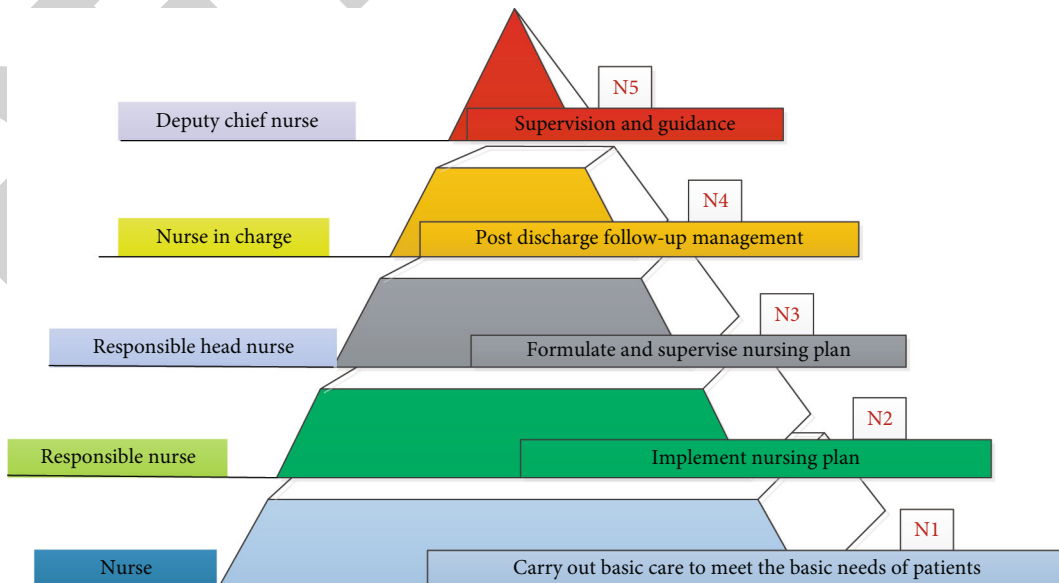 N5
Deputy chief nurse
Supervision and guidance
N4
Nurse in charge
Post discharge follow-up management
N3
Responsible head nurse
Formulate and supervise nursing plan
N2
Responsible nurse
Implement nursing plan
N1
Nurse
Carry out basic care to meet the basic needs of patients